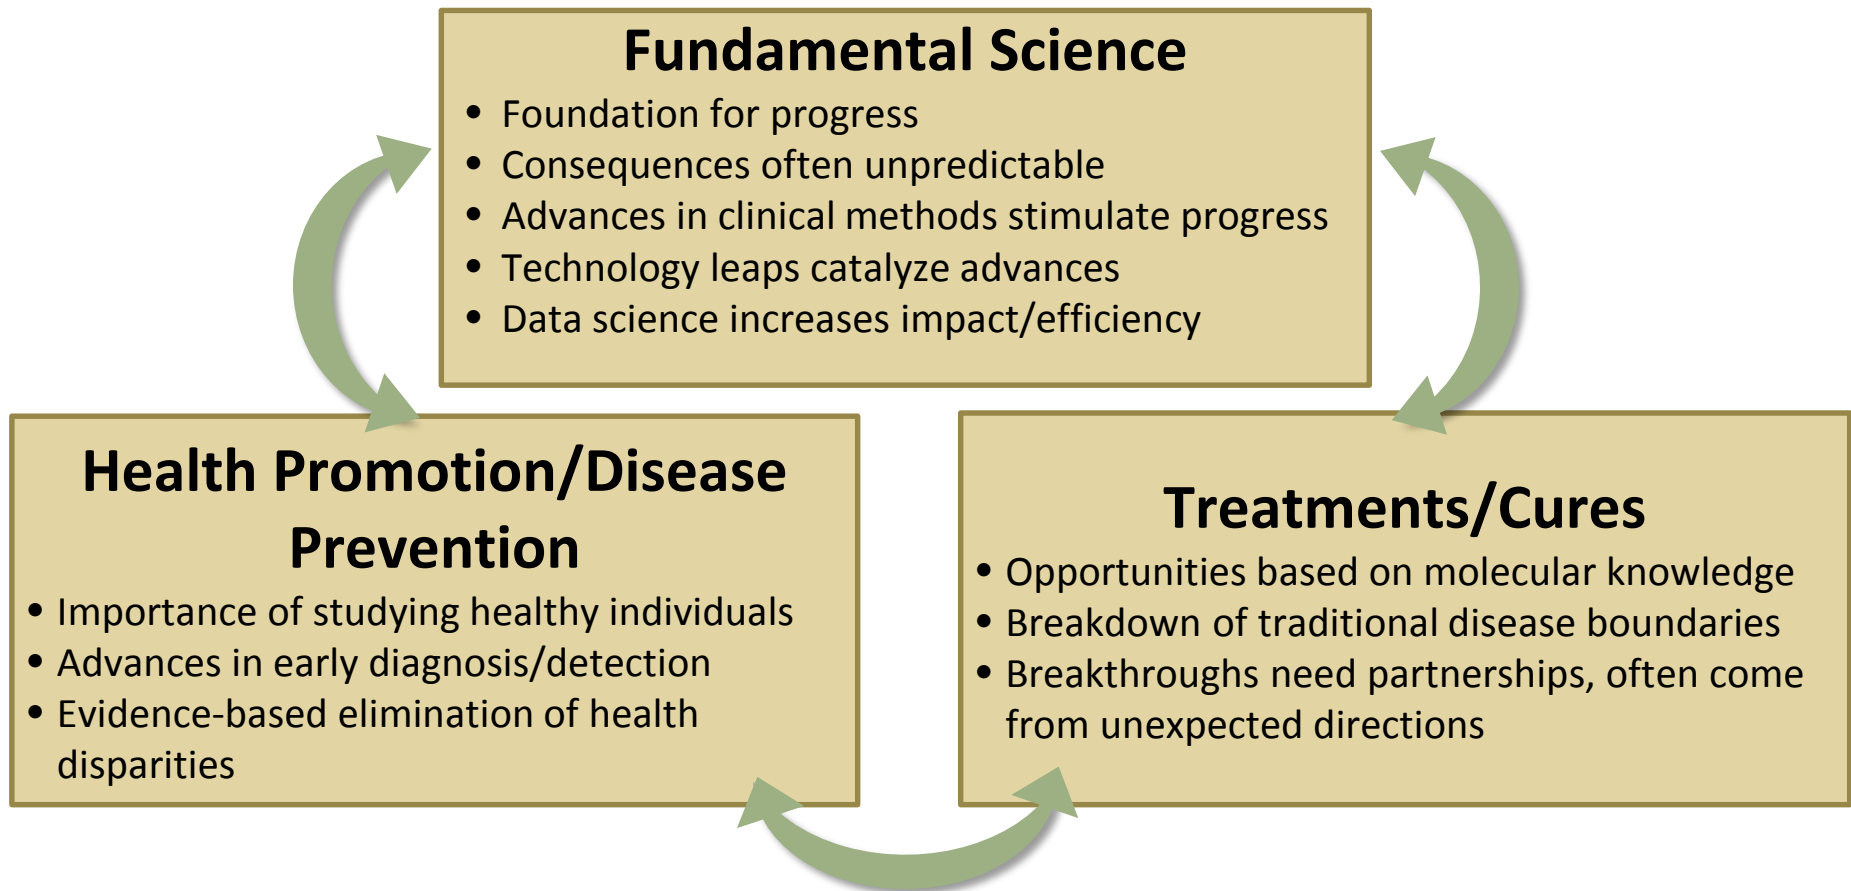 Fundamental Science
• Foundation for progress
• Consequences often unpredictable
• Advances in clinical methods stimulate progress
• Technology leaps catalyze advances
• Data science increases impact/efficiency
Health Promotion/Disease
Prevention
• Importance of studying healthy individuals
• Advances in early diagnosis/detection
• Evidence-based elimination of health
disparities
Treatments/Cures
• Opportunities based on molecular knowledge
• Breakdown of traditional disease boundaries
• Breakthroughs need partnerships, often come
from unexpected directions